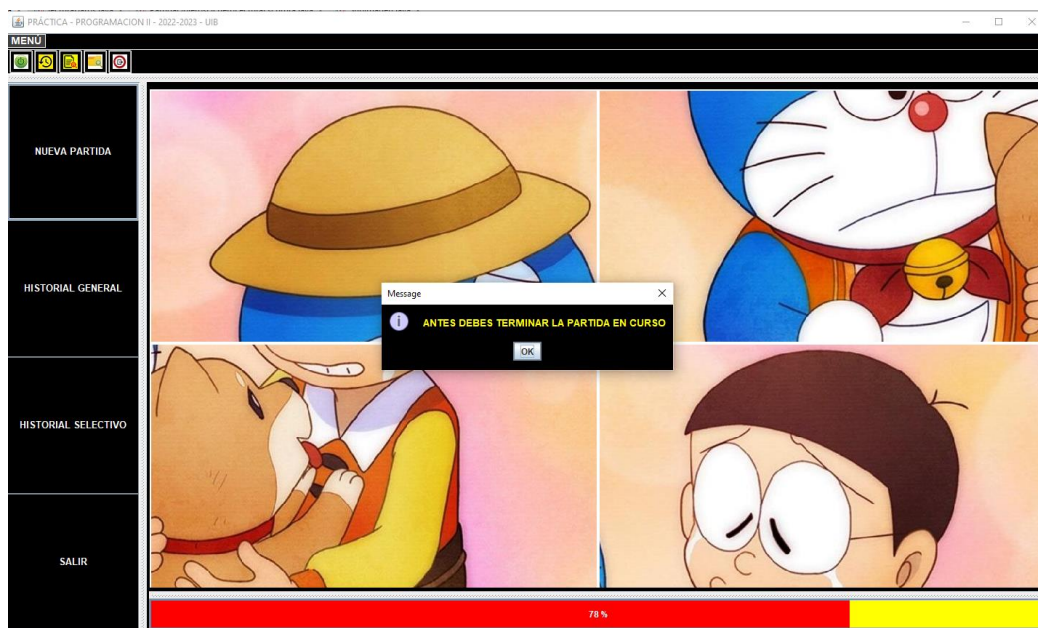 PRÁCTICA - PROGRAMACION II - 2022-2023 - UIB
MENÚ
NUEVA PARTIDA
HISTORIAL GENERAL
HISTORIAL SELECTIVO
SALIR
Message
ANTES DEBES TERMINAR LA PARTIDA EN CURSO
OK
78 %